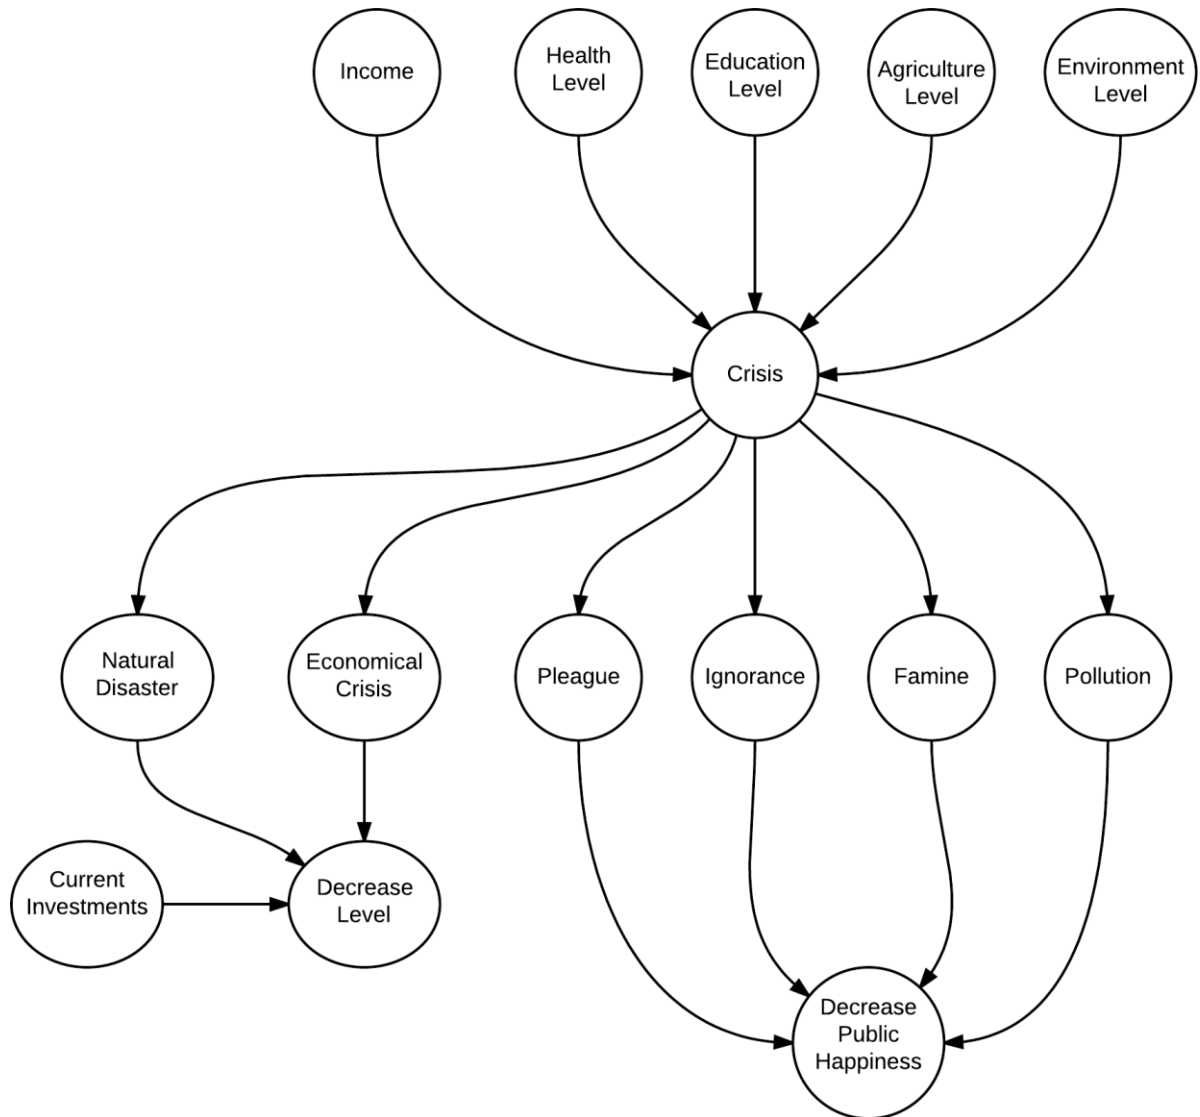 Income
Health
Level
Education
Level
Agriculture
Level
Environment
Level
Crisis
Natural
Disaster
Economical
Crisis
Pleague
Ignorance
Famine
Pollution
Current
Investments
Decrease
Level
Decrease
Public
Happiness